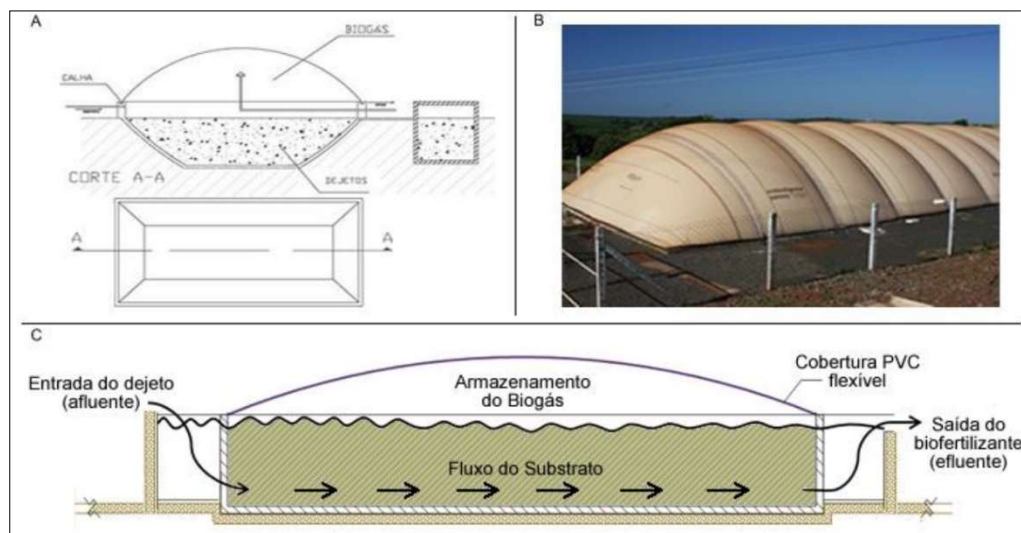 A
BIOGÁS
CALHA
DEJETOS
CORTE A-A
A
A
B
C
Entrada do dejeto
(afluente)
Armazenamento
do Biogás
Cobertura PVC
flexível
Fluxo do Substrato
Saída do
biofertilizante
(efluente)